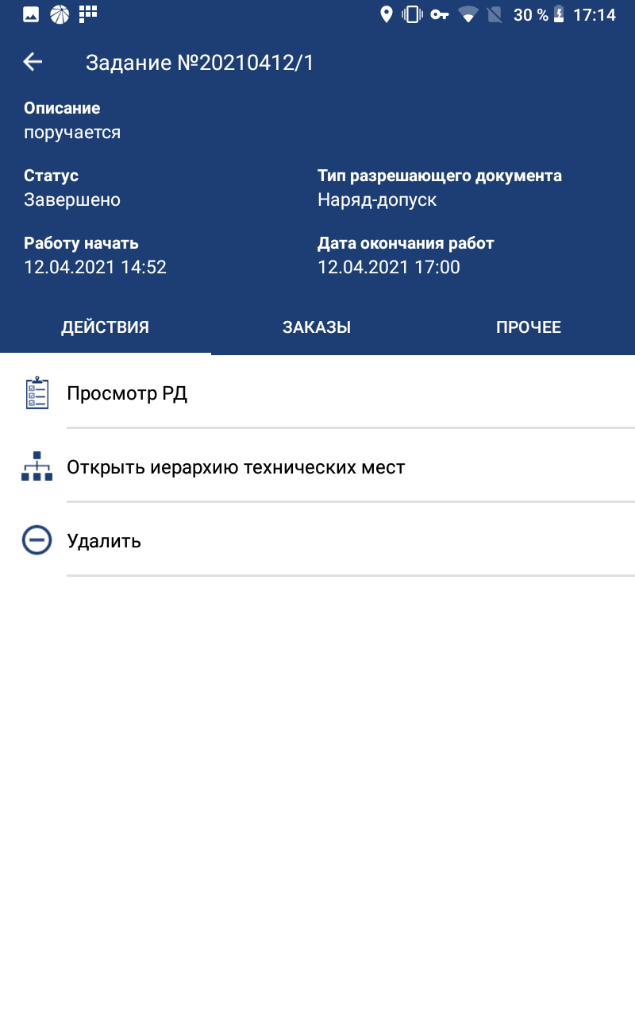 30 % 17:14
Задание №20210412/1
Описание
поручается
Статус Тип разрешающего документа
Завершено Наряд-допуск
Работу начать Дата окончания работ
12.04.2021 14:52 12.04.2021 17:00
ДЕЙСТВИЯ ЗАКАЗЫ ПРОЧЕЕ
Просмотр РД
Открыть иерархию технических мест
Удалить